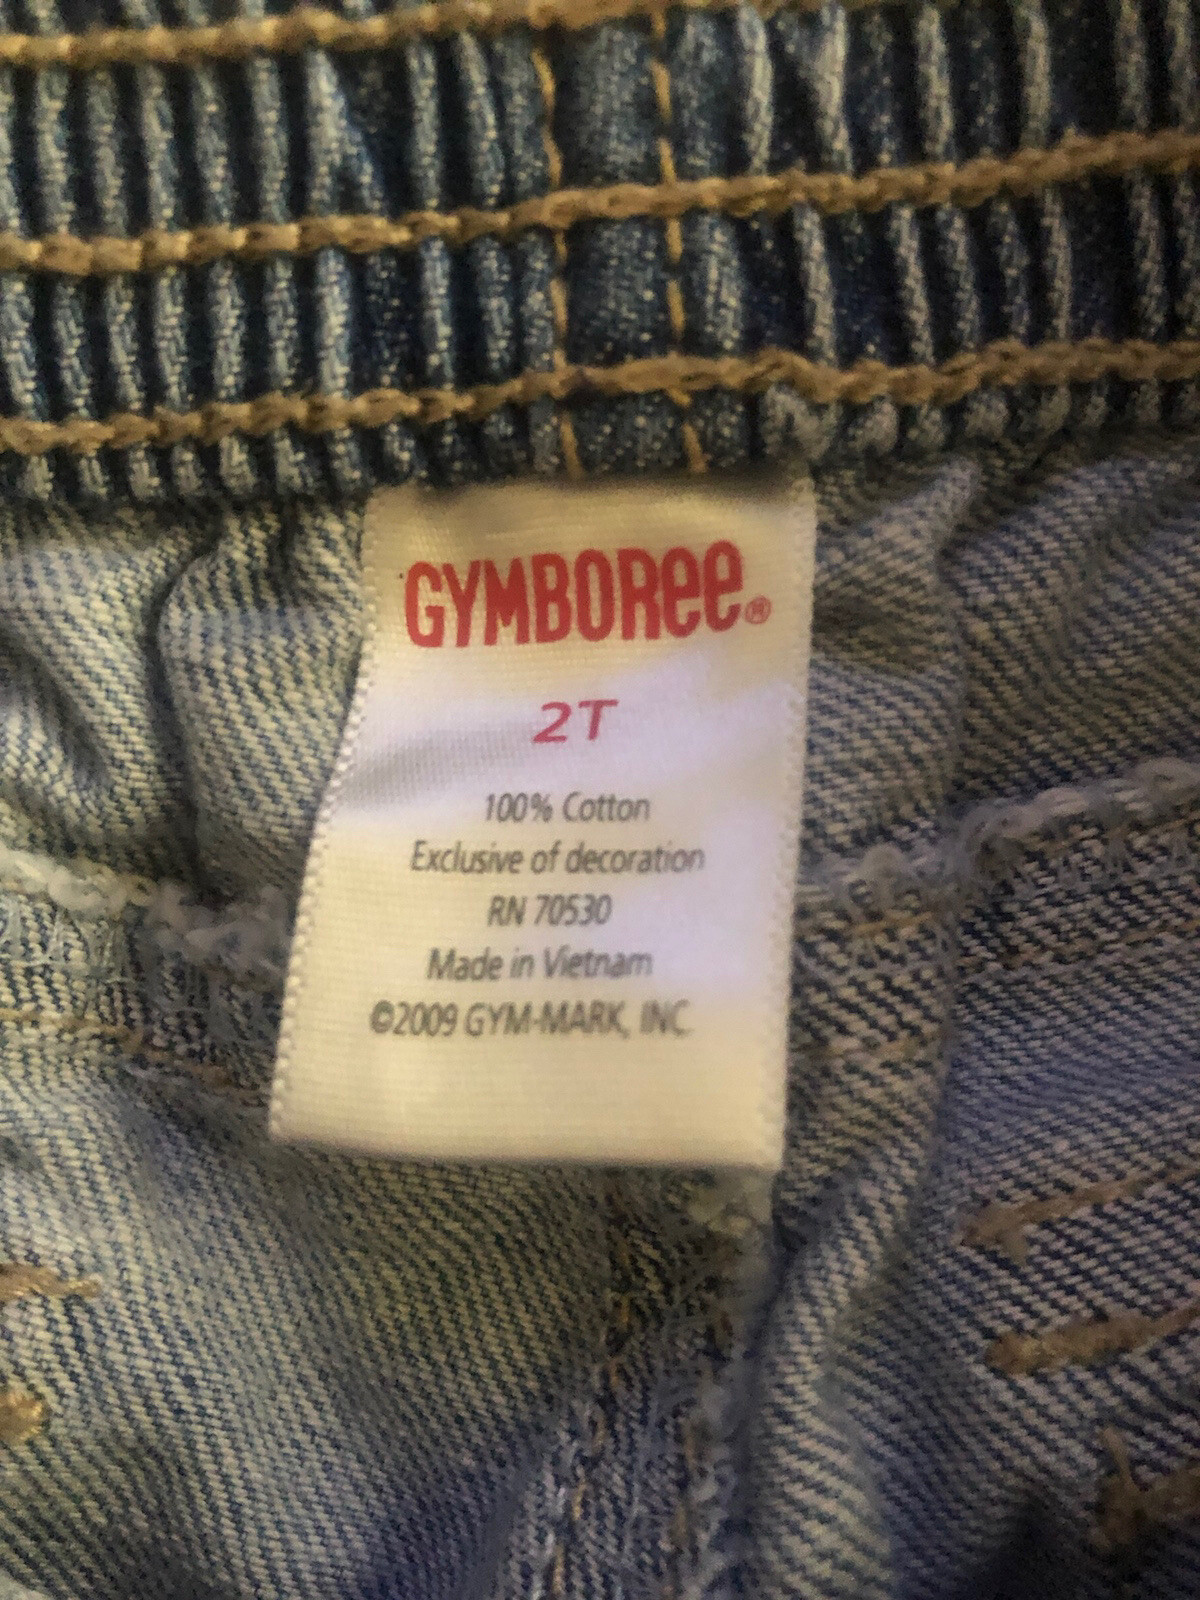 GYMBOREE®
2T
100% Cotton
Exclusive of decoration
RN 70530
Made in Vietnam
©2009 GYM-MARK, INC